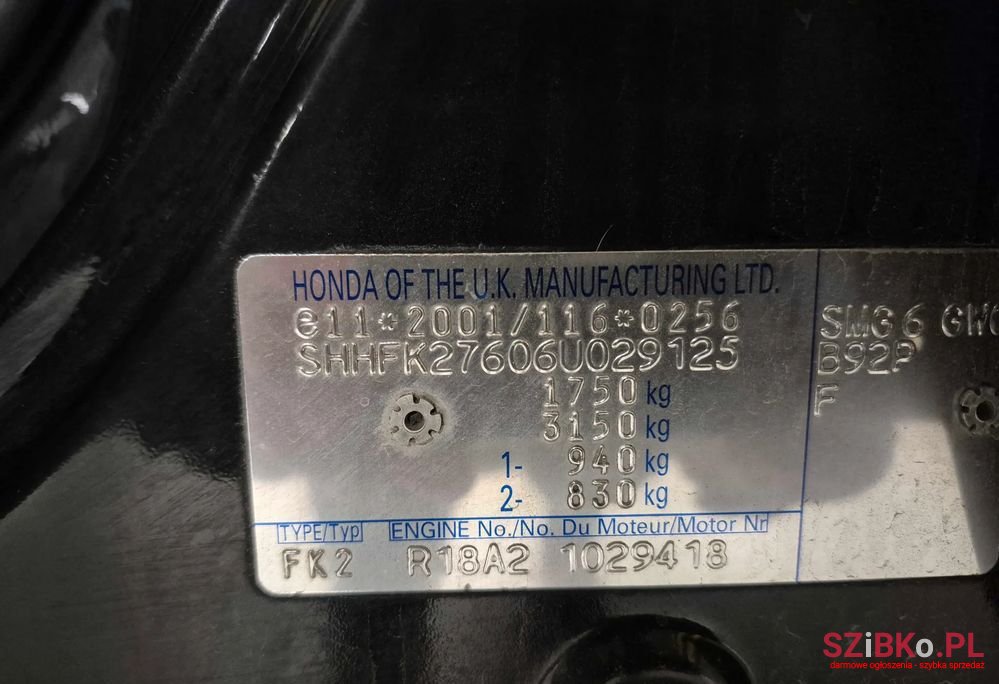 HONDA OF THE U.K. MANUFACTURING LTD.
e11*2001/116*0256
SHHFK27606U029125
1750 kg
3150 kg
1- 940 kg
2- 830 kg
TYPE/Typ ENGINE No./No. Du Moteur/Motor Nr
FK2 R18A2 1029418
SMG6 GW
B92P
F
SZiBKo.PL
darmowe ogłoszenia - szybka sprzedaż